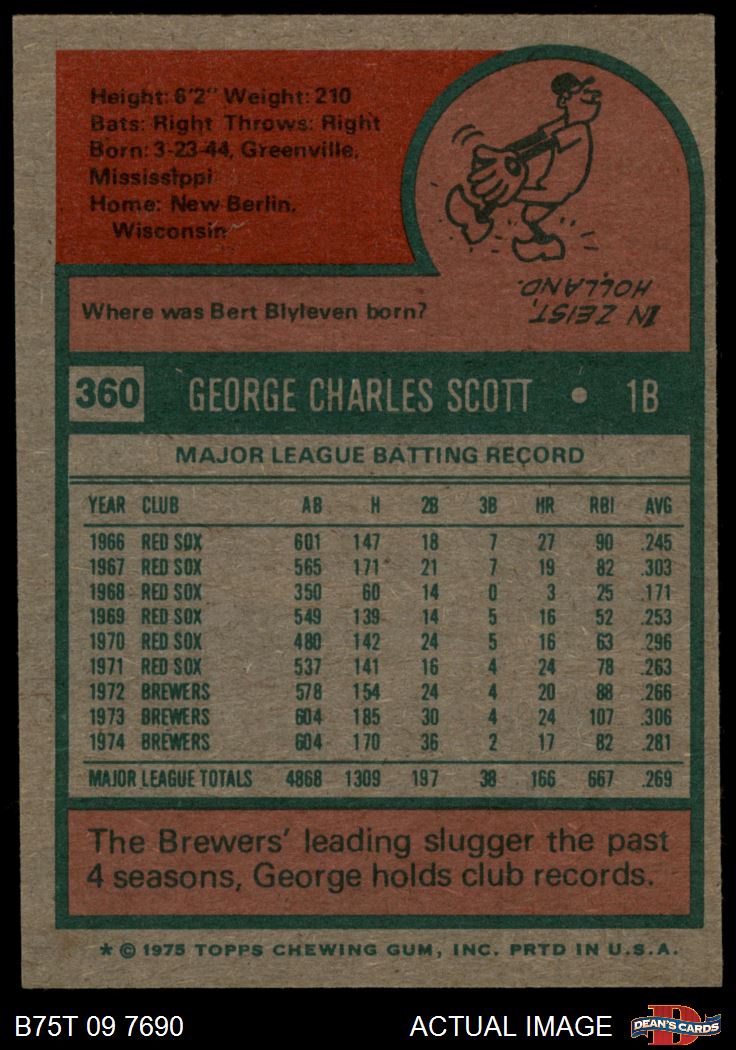 Height: 6'2" Weight: 210
Bats: Right Throws: Right
Born: 3-23-44, Greenville,
Mississippi
Home: New Berlin,
Wisconsin
Where was Bert Blyleven born?
IN ZEIST,
HOLLAND.
360 GEORGE CHARLES SCOTT • 1B
MAJOR LEAGUE BATTING RECORD
YEAR CLUB AB H 2B 3B HR RBI AVG
1966 RED SOX 601 147 18 7 27 90 .245
1967 RED SOX 565 171 21 7 19 82 .303
1968 RED SOX 350 60 14 0 3 25 .171
1969 RED SOX 549 139 14 5 16 52 .253
1970 RED SOX 480 142 24 5 16 63 .296
1971 RED SOX 537 141 16 4 24 78 .263
1972 BREWERS 578 154 24 4 20 88 .266
1973 BREWERS 604 185 30 4 24 107 .306
1974 BREWERS 604 170 36 2 17 82 .281
MAJOR LEAGUE TOTALS 4868 1309 197 38 166 667 .269
The Brewers' leading slugger the past
4 seasons, George holds club records.
* © 1975 TOPPS CHEWING GUM, INC. PRTD IN U.S.A.
B75T 09 7690 ACTUAL IMAGE DEAN'S CARDS